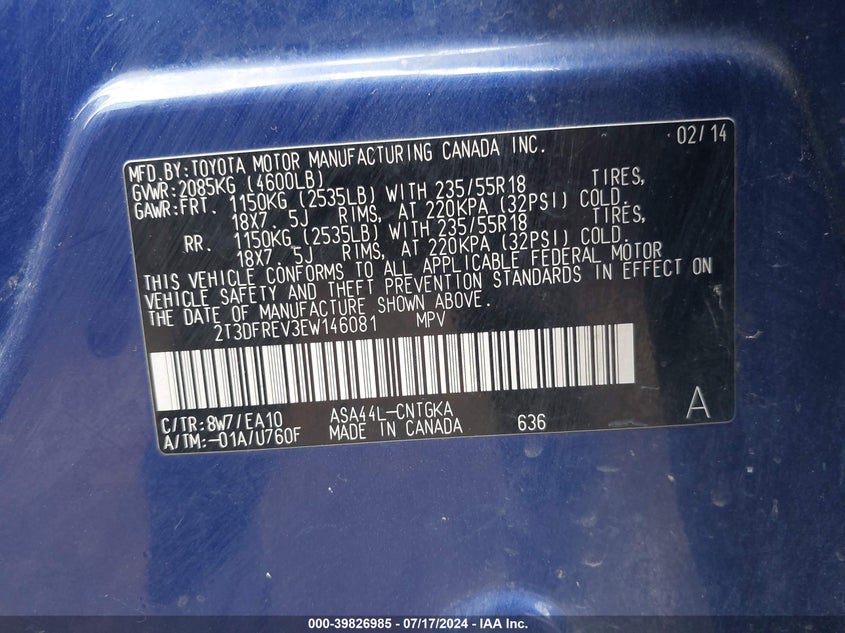 02/14
MFD.BY:TOYOTA MOTOR MANUFACTURING CANADA INC.
GVWR:2085KG (4600LB)
GAWR:FRT. 1150KG (2535LB) WITH 235/55R18 TIRES,
18X7.5J RIMS, AT 220KPA (32PSI) COLD.
RR. 1150KG (2535LB) WITH 235/55R18 TIRES,
18X7.5J RIMS, AT 220KPA (32PSI) COLD.
THIS VEHICLE CONFORMS TO ALL APPLICABLE FEDERAL MOTOR
VEHICLE SAFETY AND THEFT PREVENTION STANDARDS IN EFFECT ON
THE DATE OF MANUFACTURE SHOWN ABOVE.
2T3DFREV3EW146081 MPV
C/TR:8W7/EA10 ASA44L-CNTGKA A
A/TM:-01A/U760F MADE IN CANADA 636
000-39826985 - 07/17/2024 - IAA Inc.